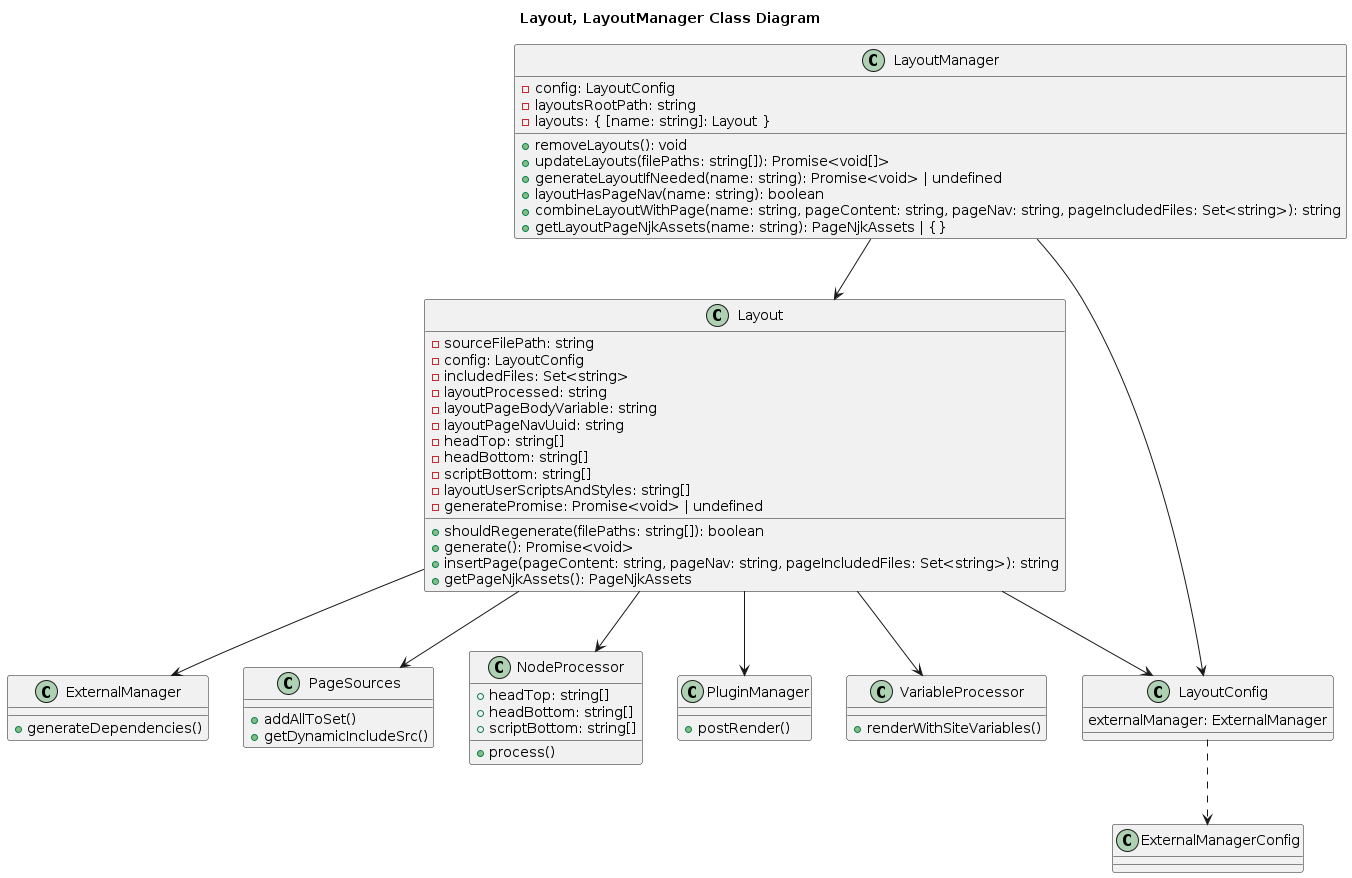 Layout, LayoutManager Class Diagram
C LayoutManager
config: LayoutConfig
layoutsRootPath: string
layouts: { [name: string]: Layout }
removeLayouts(): void
updateLayouts(filePaths: string[]): Promise<void[]>
generateLayoutIfNeeded(name: string): Promise<void> | undefined
layoutHasPageNav(name: string): boolean
combineLayoutWithPage(name: string, pageContent: string, pageNav: string, pageIncludedFiles: Set<string>): string
getLayoutPageNjkAssets(name: string): PageNjkAssets | {}
C Layout
sourceFilePath: string
config: LayoutConfig
includedFiles: Set<string>
layoutProcessed: string
layoutPageBodyVariable: string
layoutPageNavUuid: string
headTop: string[]
headBottom: string[]
scriptBottom: string[]
layoutUserScriptsAndStyles: string[]
generatePromise: Promise<void> | undefined
shouldRegenerate(filePaths: string[]): boolean
generate(): Promise<void>
insertPage(pageContent: string, pageNav: string, pageIncludedFiles: Set<string>): string
getPageNjkAssets(): PageNjkAssets
C ExternalManager
generateDependencies()
C PageSources
addAllToSet()
getDynamicIncludeSrc()
C NodeProcessor
headTop: string[]
headBottom: string[]
scriptBottom: string[]
process()
C PluginManager
postRender()
C VariableProcessor
renderWithSiteVariables()
C LayoutConfig
externalManager: ExternalManager
C ExternalManagerConfig